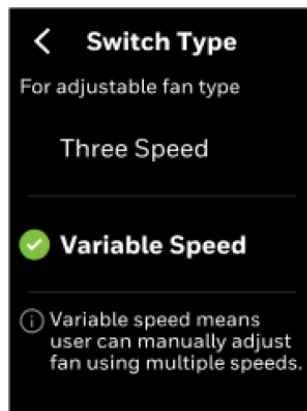 Switch Type
For adjustable fan type
Three Speed
Variable Speed
Variable speed means
user can manually adjust
fan using multiple speeds.